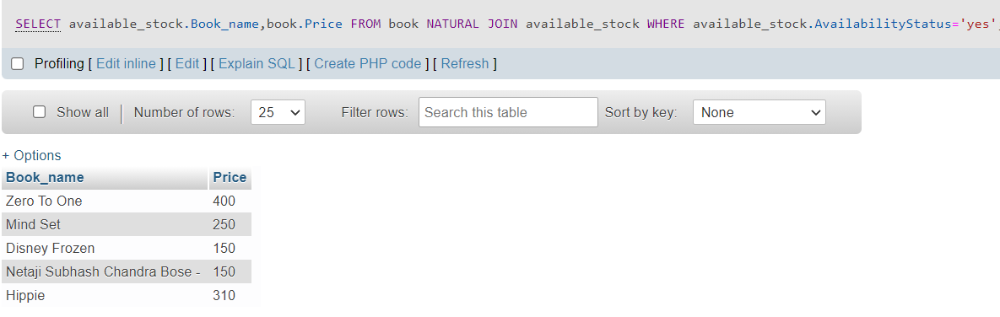 SELECT available_stock.Book_name,book.Price FROM book NATURAL JOIN available_stock WHERE available_stock.AvailabilityStatus='yes'
Profiling [ Edit inline ] [ Edit ] [ Explain SQL ] [ Create PHP code ] [ Refresh ]
Show all Number of rows: 25 Filter rows: Search this table Sort by key: None
+ Options
Book_name Price
Zero To One 400
Mind Set 250
Disney Frozen 150
Netaji Subhash Chandra Bose - 150
Hippie 310